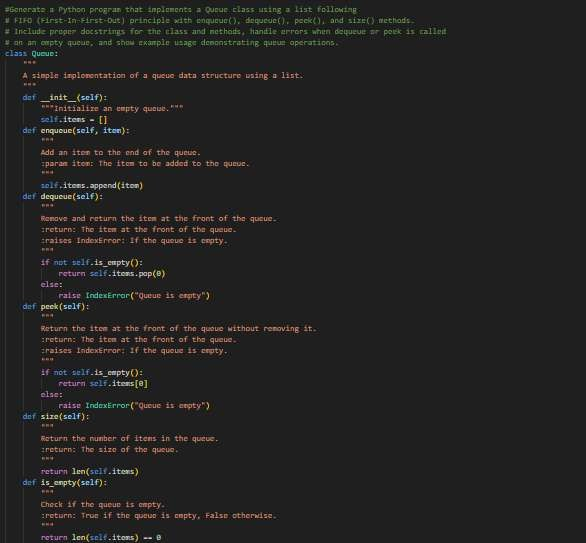 #Generate a Python program that implements a Queue class using a list following
# FIFO (First-In-First-Out) principle with enqueue(), dequeue(), peek(), and size() methods.
# Include proper docstrings for the class and methods, handle errors when dequeue or peek is called
# on an empty queue, and show example usage demonstrating queue operations.
class Queue:
    """
    A simple implementation of a queue data structure using a list.
    """
    def __init__(self):
        """Initialize an empty queue."""
        self.items = []
    def enqueue(self, item):
        """
        Add an item to the end of the queue.
        :param item: The item to be added to the queue.
        """
        self.items.append(item)
    def dequeue(self):
        """
        Remove and return the item at the front of the queue.
        :return: The item at the front of the queue.
        :raises IndexError: If the queue is empty.
        """
        if not self.is_empty():
            return self.items.pop(0)
        else:
            raise IndexError("Queue is empty")
    def peek(self):
        """
        Return the item at the front of the queue without removing it.
        :return: The item at the front of the queue.
        :raises IndexError: If the queue is empty.
        """
        if not self.is_empty():
            return self.items[0]
        else:
            raise IndexError("Queue is empty")
    def size(self):
        """
        Return the number of items in the queue.
        :return: The size of the queue.
        """
        return len(self.items)
    def is_empty(self):
        """
        Check if the queue is empty.
        :return: True if the queue is empty, False otherwise.
        """
        return len(self.items) == 0